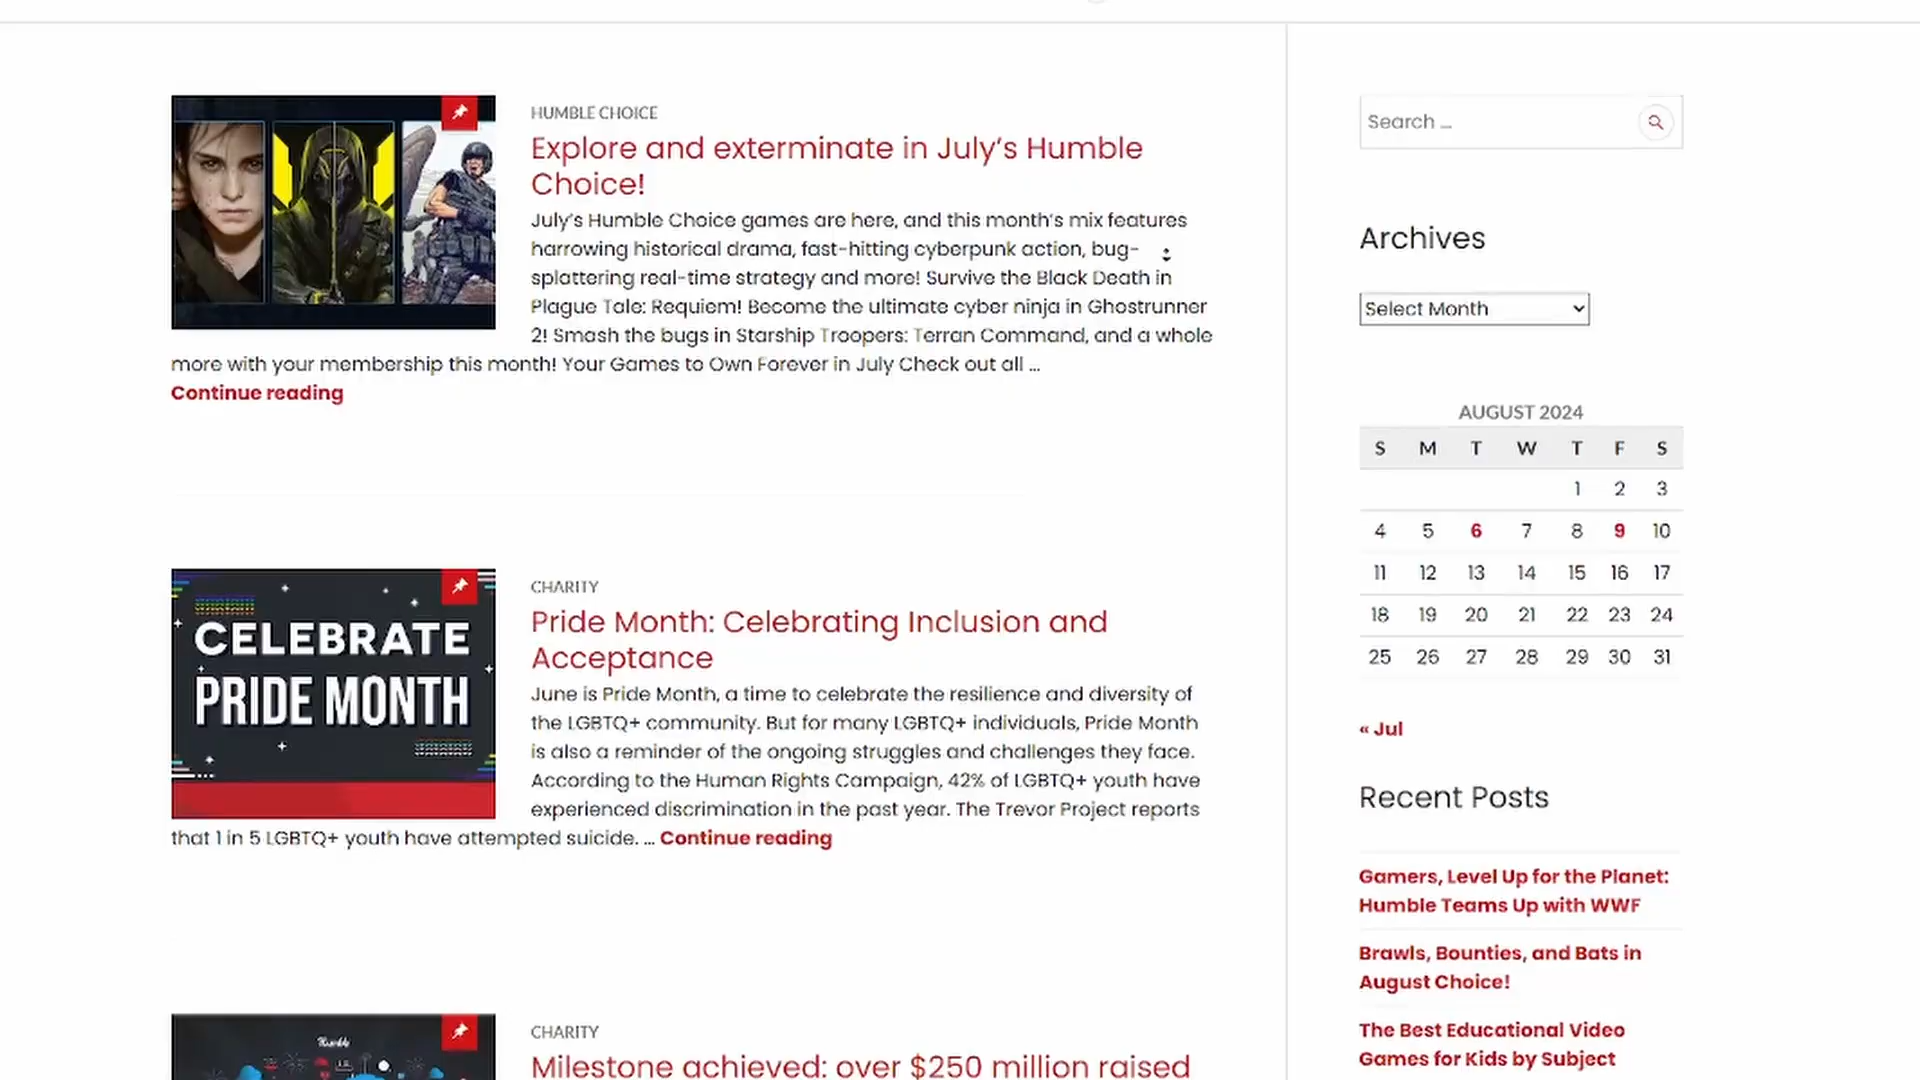 HUMBLE CHOICE
Explore and exterminate in July's Humble
Choice!
July's Humble Choice games are here, and this month's mix features
harrowing historical drama, fast-hitting cyberpunk action, bug-
splattering real-time strategy and more! Survive the Black Death in
Plague Tale: Requiem! Become the ultimate cyber ninja in Ghostrunner
2! Smash the bugs in Starship Troopers: Terran Command, and a whole
more with your membership this month! Your Games to Own Forever in July Check out all ...
Continue reading
CELEBRATE
PRIDE MONTH
CHARITY
Pride Month: Celebrating Inclusion and
Acceptance
June is Pride Month, a time to celebrate the resilience and diversity of
the LGBTQ+ community. But for many LGBTQ+ individuals, Pride Month
is also a reminder of the ongoing struggles and challenges they face.
According to the Human Rights Campaign, 42% of LGBTQ+ youth have
experienced discrimination in the past year. The Trevor Project reports
that 1 in 5 LGBTQ+ youth have attempted suicide. ... Continue reading
Humble
CHARITY
Milestone achieved: over $250 million raised
Search ...
Archives
Select Month
AUGUST 2024
S M T W T F S
1 2 3
4 5 6 7 8 9 10
11 12 13 14 15 16 17
18 19 20 21 22 23 24
25 26 27 28 29 30 31
« Jul
Recent Posts
Gamers, Level Up for the Planet:
Humble Teams Up with WWF
Brawls, Bounties, and Bats in
August Choice!
The Best Educational Video
Games for Kids by Subject